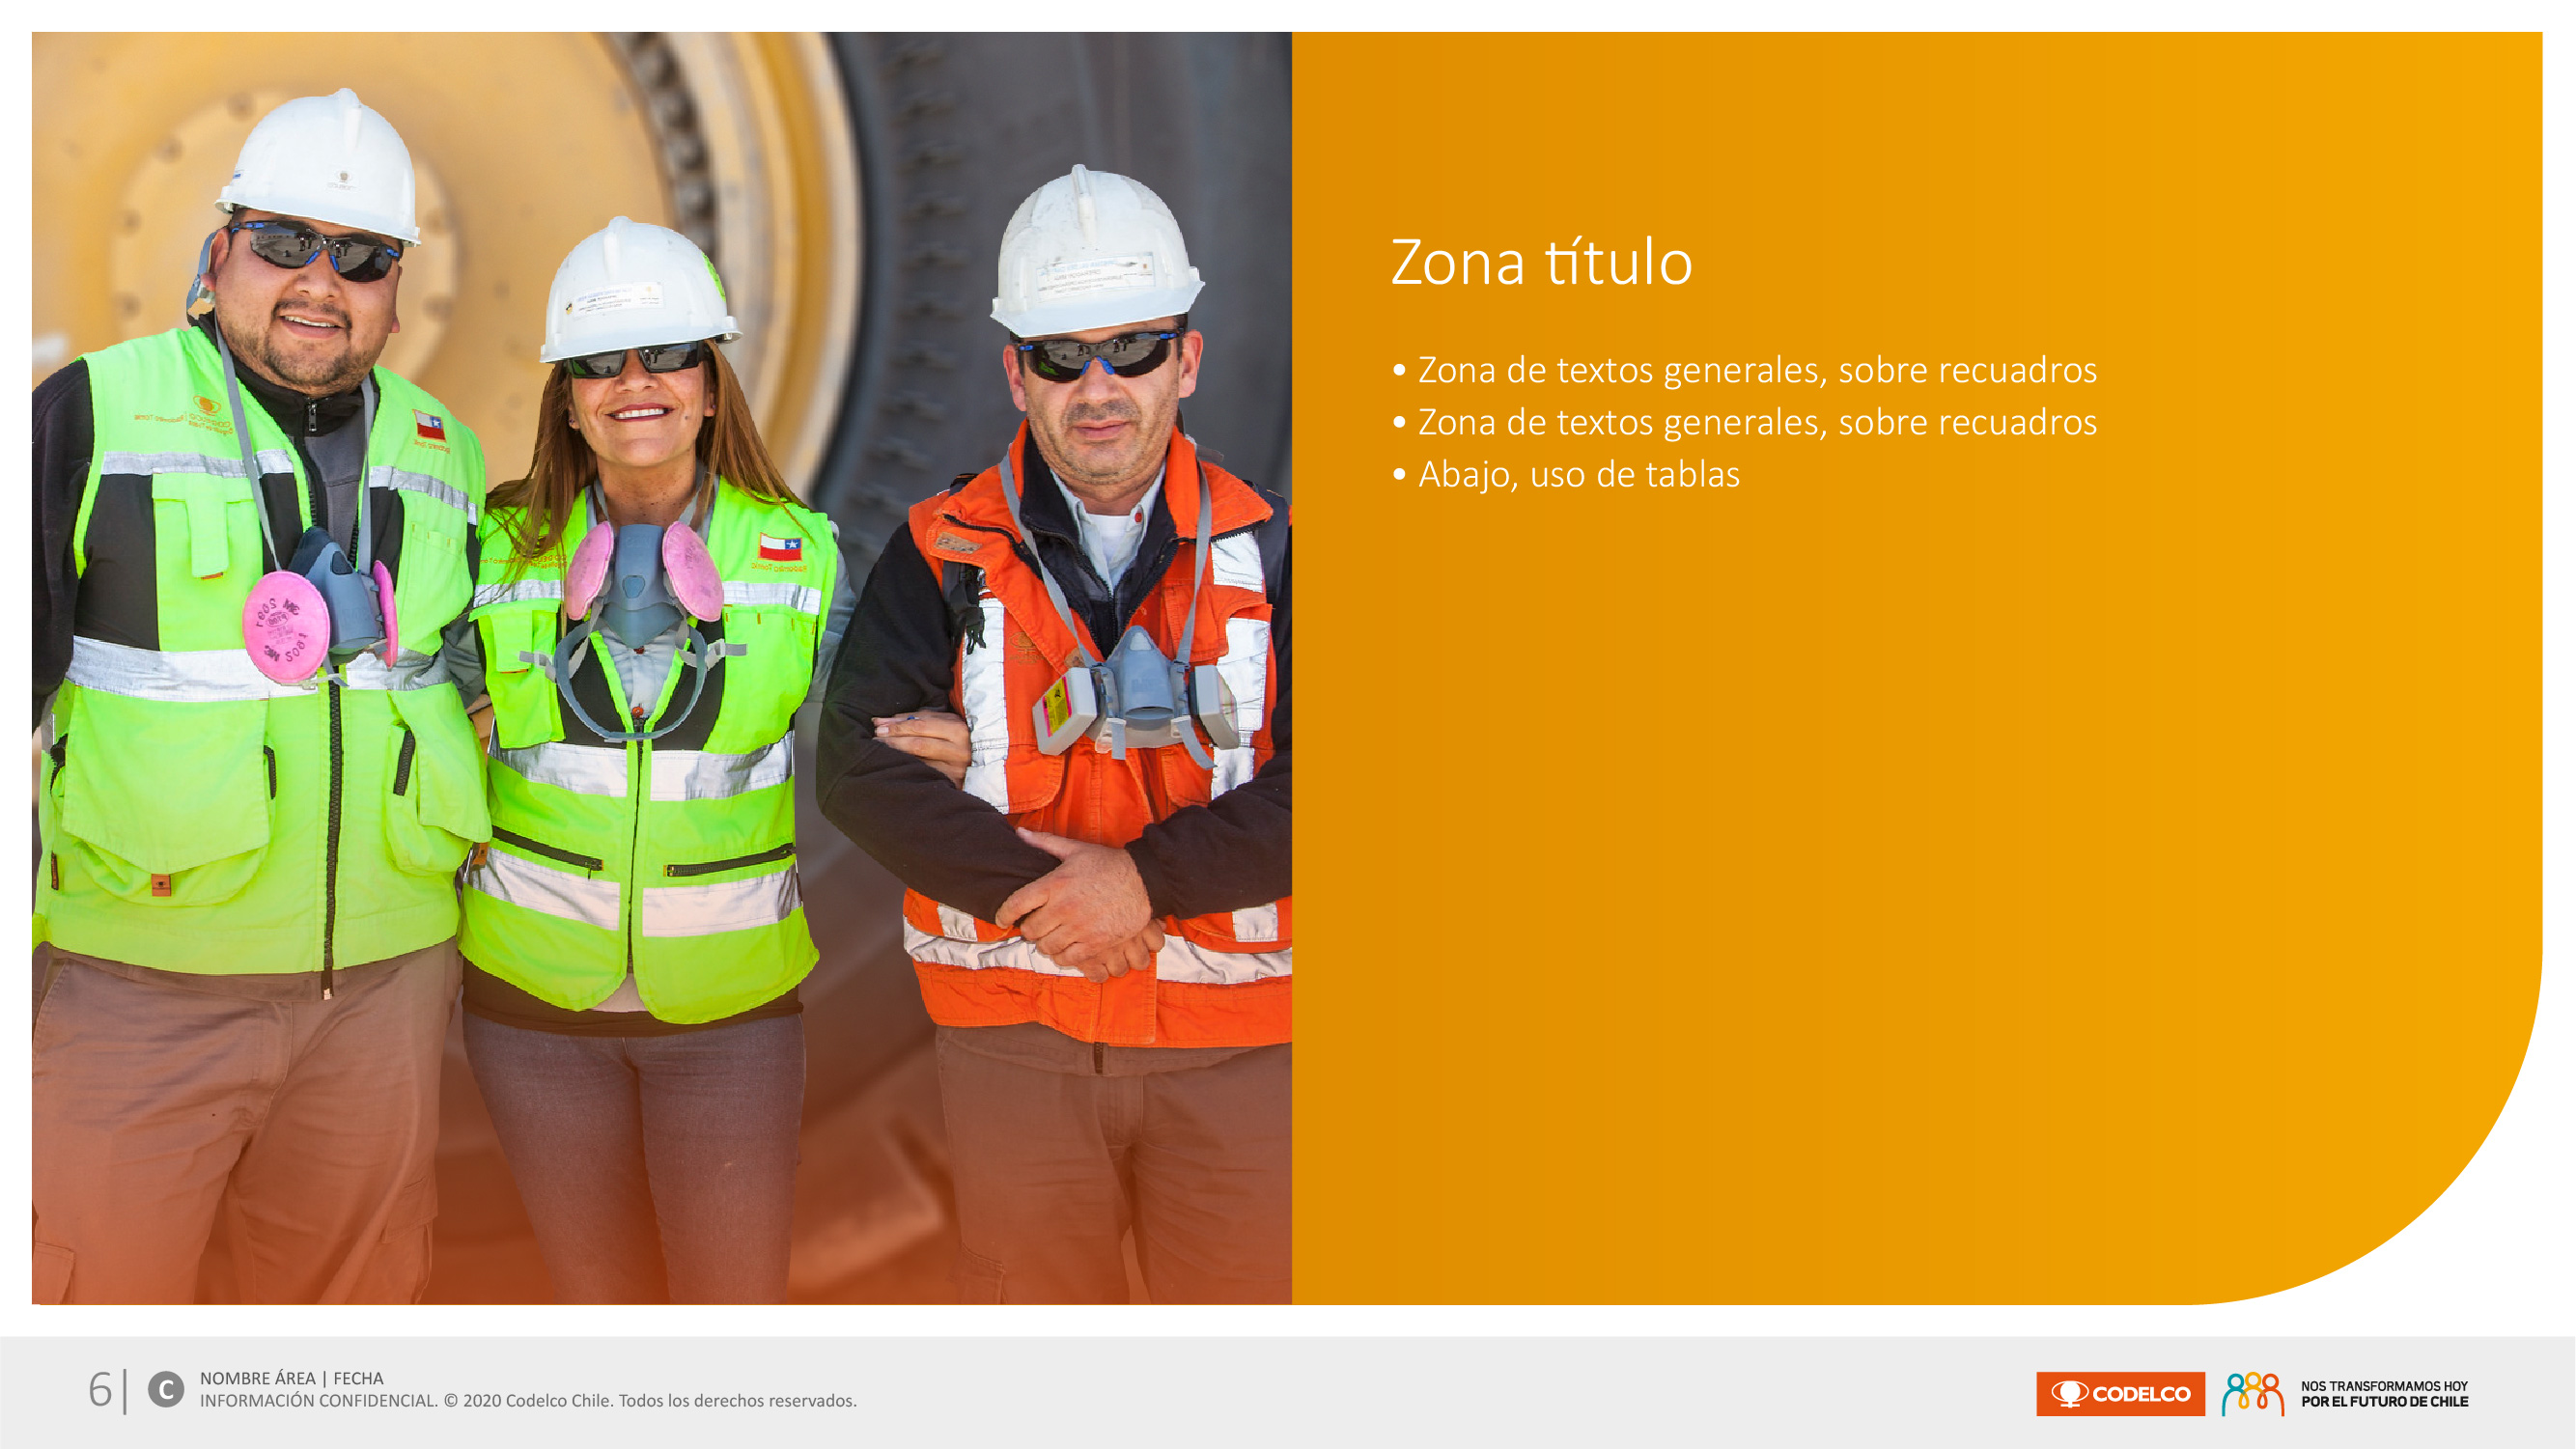 Zona título
• Zona de textos generales, sobre recuadros
• Zona de textos generales, sobre recuadros
• Abajo, uso de tablas
6|
C
NOMBRE ÁREA | FECHA
INFORMACIÓN CONFIDENCIAL. © 2020 Codelco Chile. Todos los derechos reservados.
CODELCO
NOS TRANSFORMAMOS HOY
POR EL FUTURO DE CHILE